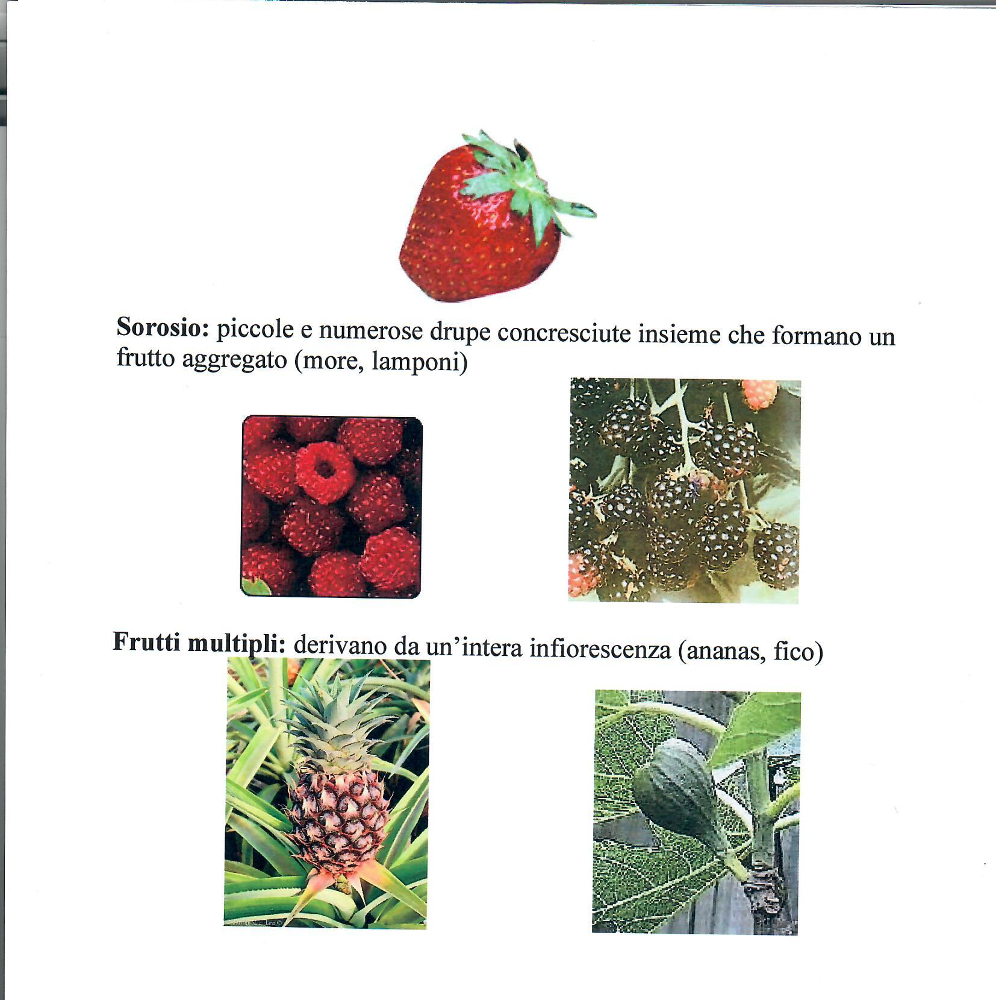 Sorosio: piccole e numerose drupe concresciute insieme che formano un
frutto aggregato (more, lamponi)
Frutti multipli: derivano da un’intera infiorescenza (ananas, fico)